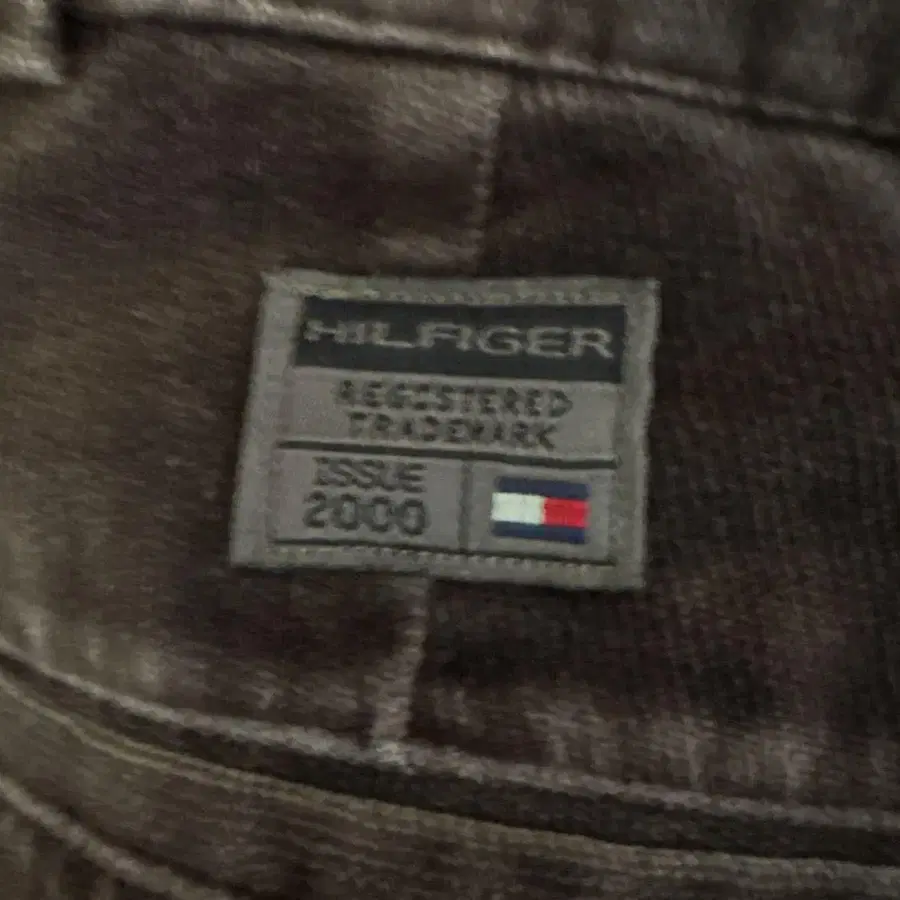 HILFIGER
REGISTERED
TRADEMARK
ISSUE
2000